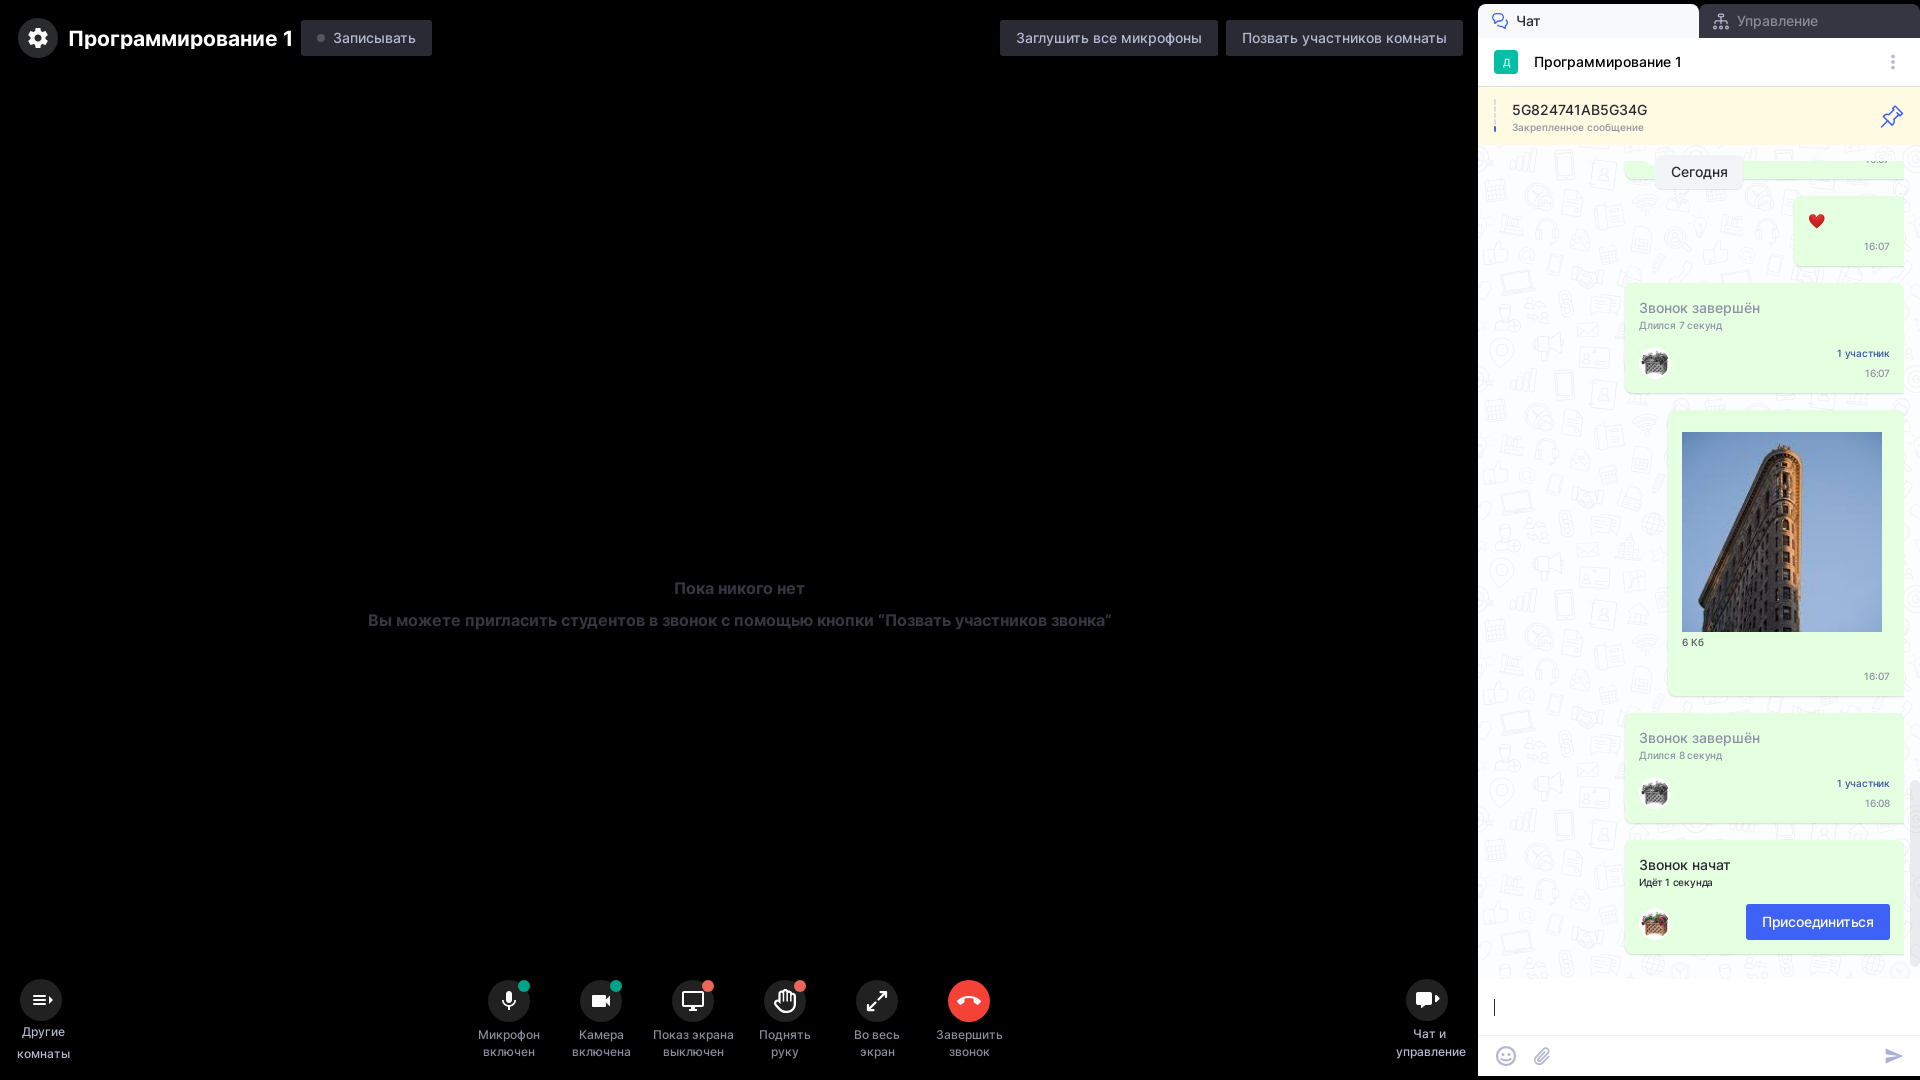 Программирование 1
Записывать
Заглушить все микрофоны
Позвать участников комнаты
Чат
Управление
Д
Программирование 1
5G824741AB5G34G
Закрепленное сообщение
Сегодня
16:07
Звонок завершён
Длился 7 секунд
1 участник
16:07
6 Кб
16:07
Звонок завершён
Длился 8 секунд
1 участник
16:08
Звонок начат
Идёт 1 секунда
Присоединиться
Пока никого нет
Вы можете пригласить студентов в звонок с помощью кнопки “Позвать участников звонка”
Другие
комнаты
Микрофон
включен
Камера
включена
Показ экрана
выключен
Поднять
руку
Во весь
экран
Завершить
звонок
Чат и
управление